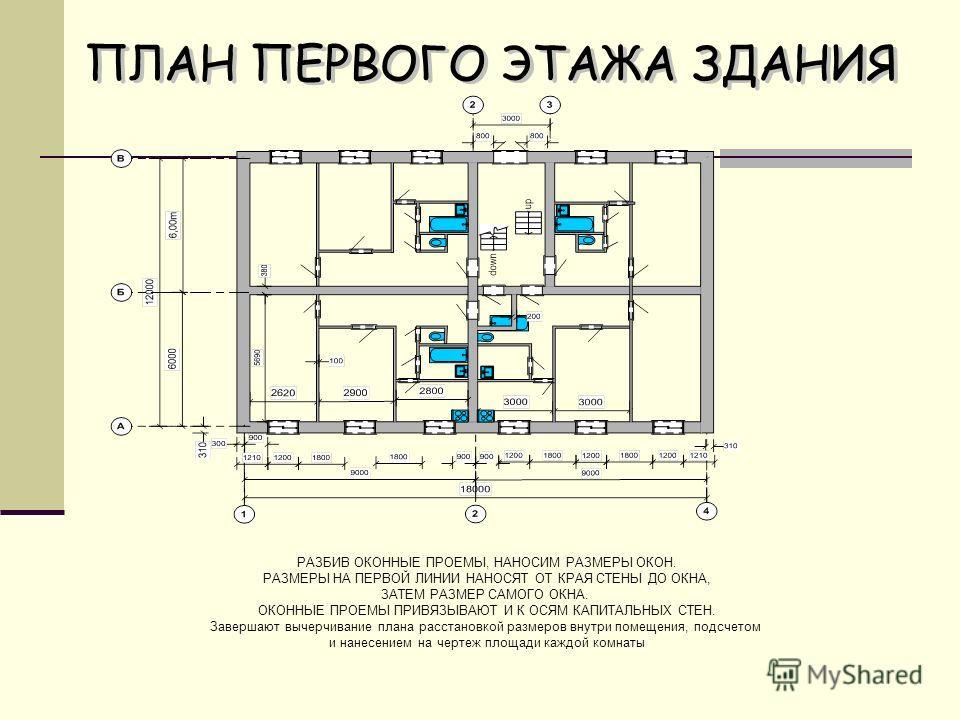 ПЛАН ПЕРВОГО ЭТАЖА ЗДАНИЯ
2 3
3000
800 800
В
6,00m
up
down
380
12000
Б
200
6000
5690
100
2620 2900 2800 3000 3000
А
310 300 900 310
1210 1200 1800 1800 900 900 1200 1800 1200 1800 1200 1210
9000 9000
18000
1 2 4
РАЗБИВ ОКОННЫЕ ПРОЕМЫ, НАНОСИМ РАЗМЕРЫ ОКОН.
РАЗМЕРЫ НА ПЕРВОЙ ЛИНИИ НАНОСЯТ ОТ КРАЯ СТЕНЫ ДО ОКНА,
ЗАТЕМ РАЗМЕР САМОГО ОКНА.
ОКОННЫЕ ПРОЕМЫ ПРИВЯЗЫВАЮТ И К ОСЯМ КАПИТАЛЬНЫХ СТЕН.
Завершают вычерчивание плана расстановкой размеров внутри помещения, подсчетом
и нанесением на чертеж площади каждой комнаты
MyShared